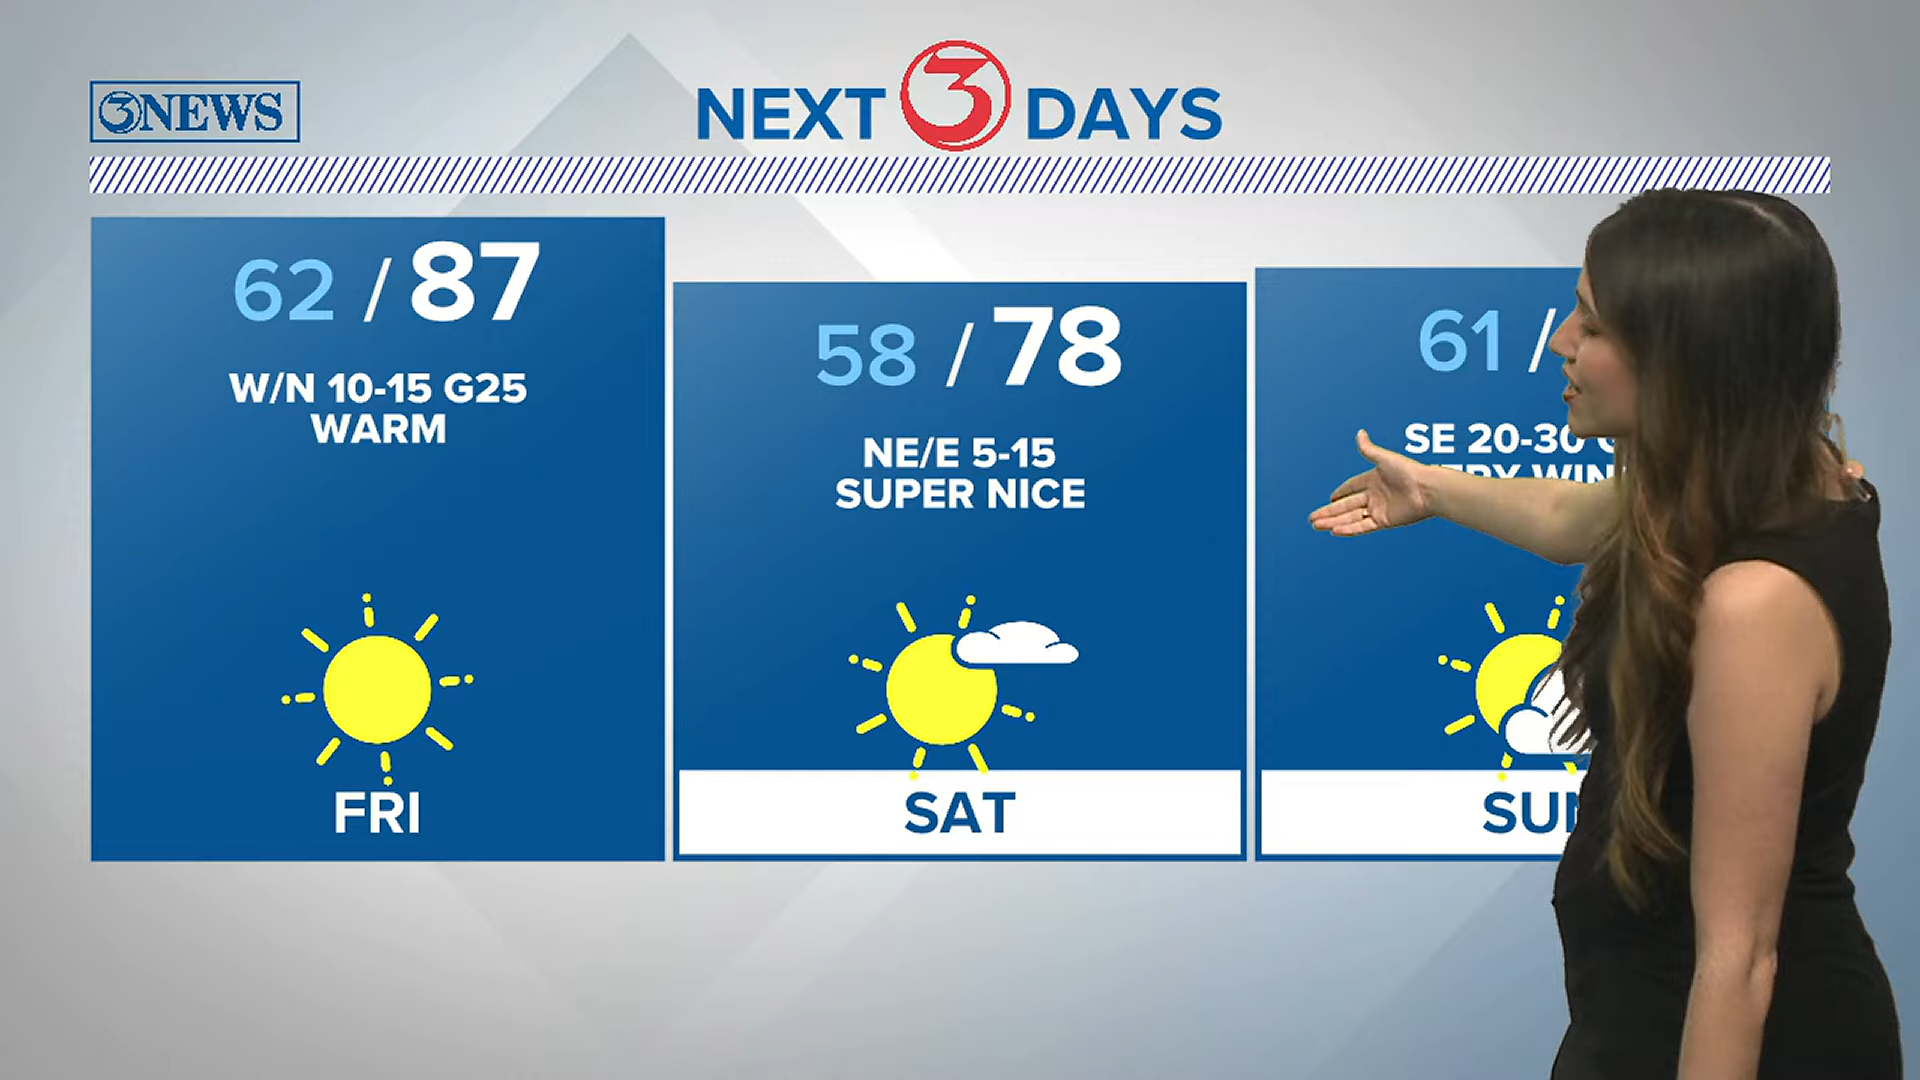 3NEWS
NEXT 3 DAYS
62 / 87
W/N 10-15 G25
WARM
FRI
58 / 78
NE/E 5-15
SUPER NICE
SAT
61 /
SE 20-30
SUN